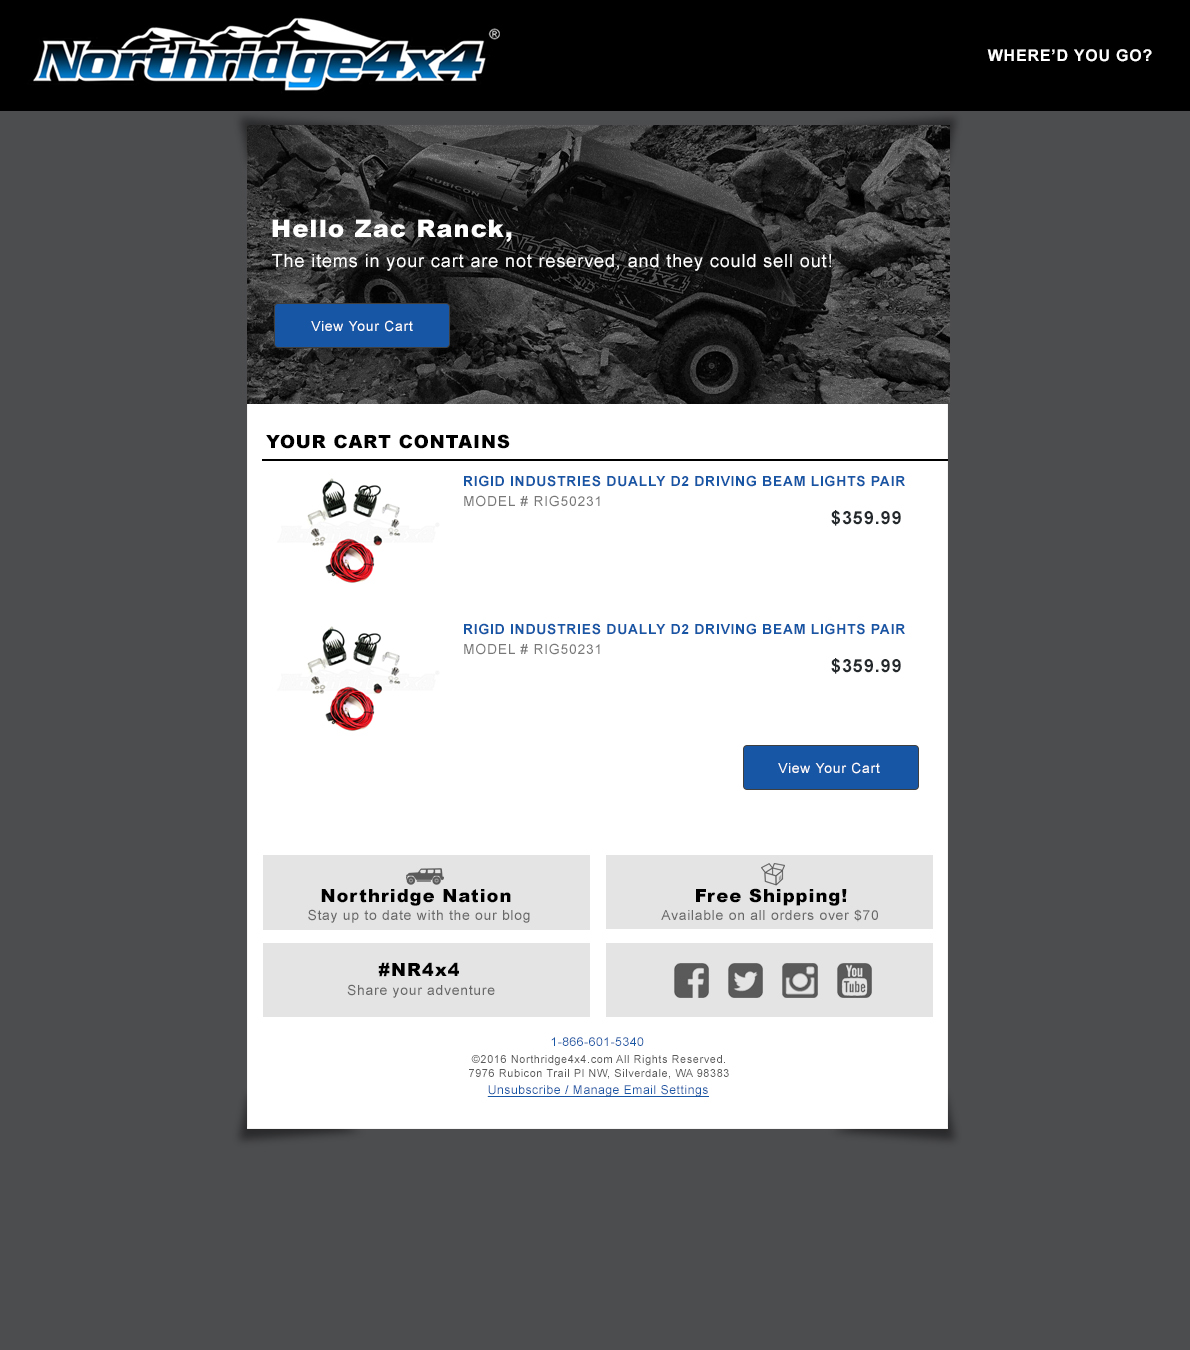 Northridge4x4®
WHERE’D YOU GO?
RUBICON
Northridge4x4
Hello Zac Ranck,
The items in your cart are not reserved, and they could sell out!
View Your Cart
YOUR CART CONTAINS
RIGID INDUSTRIES DUALLY D2 DRIVING BEAM LIGHTS PAIR
MODEL # RIG50231
$359.99
Northridge4x4
RIGID INDUSTRIES DUALLY D2 DRIVING BEAM LIGHTS PAIR
MODEL # RIG50231
$359.99
Northridge4x4
View Your Cart
Northridge Nation
Stay up to date with the our blog
Free Shipping!
Available on all orders over $70
#NR4x4
Share your adventure
You
Tube
1-866-601-5340
©2016 Northridge4x4.com All Rights Reserved.
7976 Rubicon Trail Pl NW, Silverdale, WA 98383
Unsubscribe / Manage Email Settings